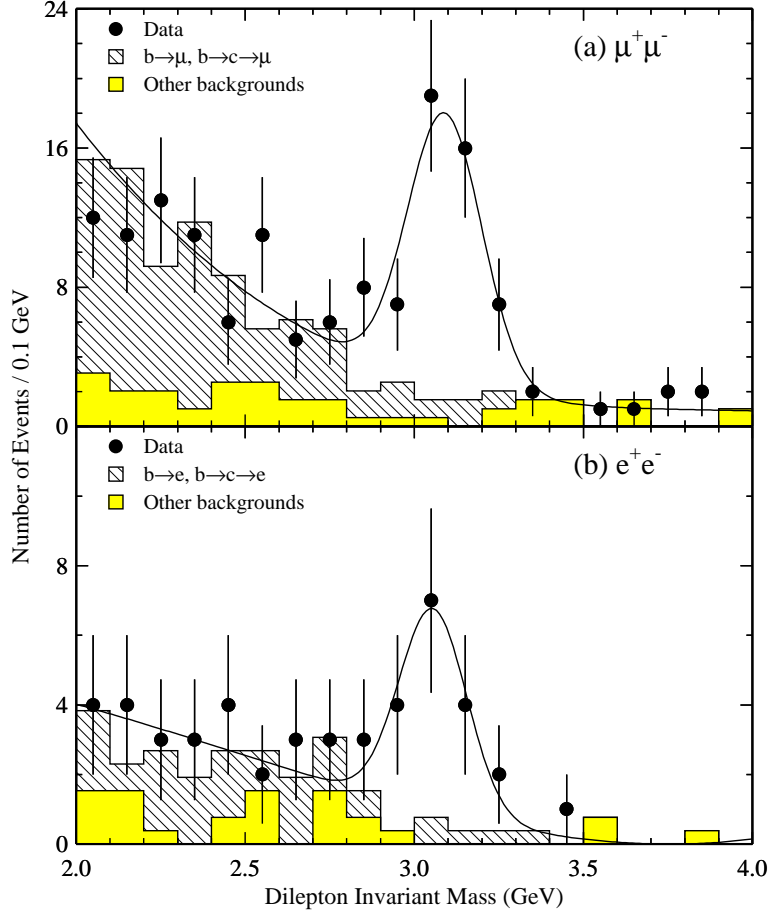 24
16
8
0
Data
b→μ, b→c→μ
Other backgrounds
(a) μ⁺μ⁻
Number of Events / 0.1 GeV
8
4
0
Data
b→e, b→c→e
Other backgrounds
(b) e⁺e⁻
2.0 2.5 3.0 3.5 4.0
Dilepton Invariant Mass (GeV)